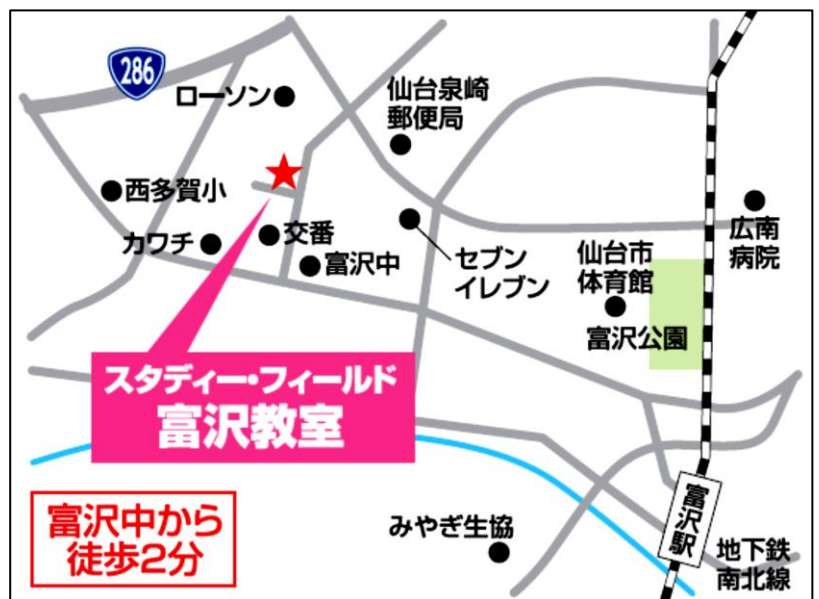 286
ローソン
仙台泉崎
郵便局
西多賀小
カワチ
交番
富沢中
セブン
イレブン
仙台市
体育館
富沢公園
広南
病院
スタディー・フィールド
富沢教室
富沢中から
徒歩2分
みやぎ生協
富沢駅
地下鉄
南北線